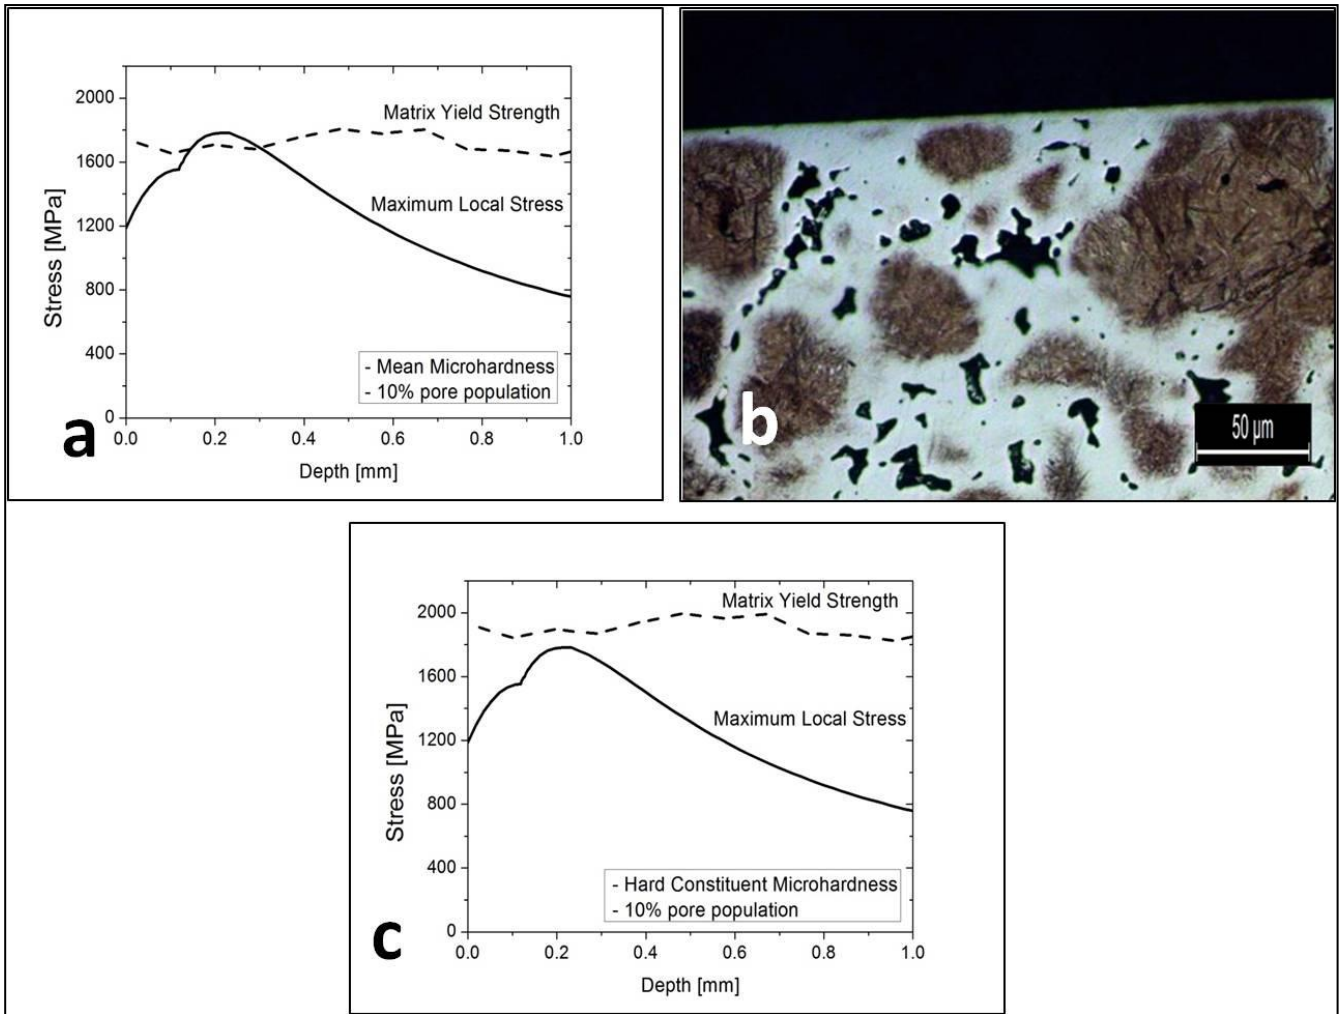 2000
1600
1200
800
400
0
Stress [MPa]
Matrix Yield Strength
Maximum Local Stress
- Mean Microhardness
- 10% pore population
0.0 0.2 0.4 0.6 0.8 1.0
Depth [mm]
a
b
50 µm
2000
1600
1200
800
400
0
Stress [MPa]
Matrix Yield Strength
Maximum Local Stress
- Hard Constituent Microhardness
- 10% pore population
0.0 0.2 0.4 0.6 0.8 1.0
Depth [mm]
c